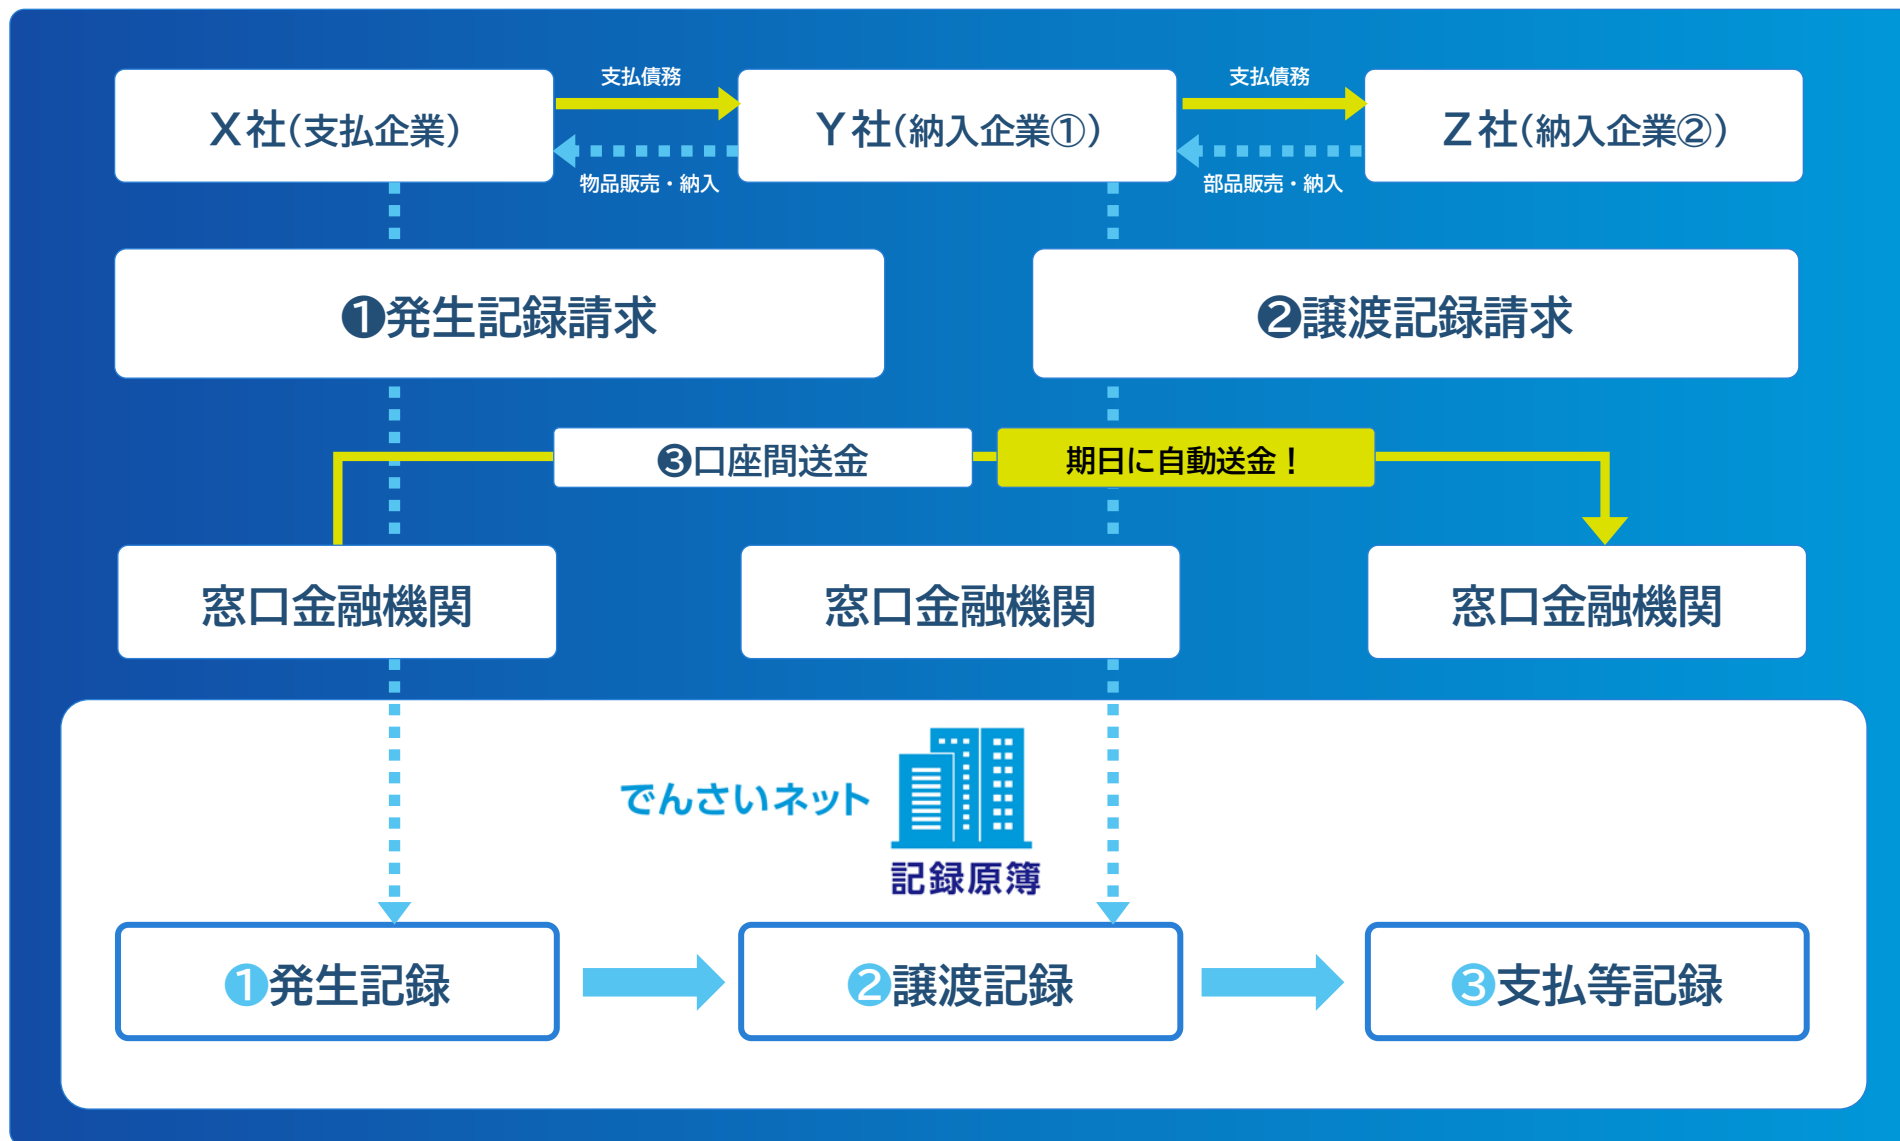 支払債務
支払債務
X社(支払企業)
Y社(納入企業①)
Z社(納入企業②)
物品販売・納入
部品販売・納入
❶発生記録請求
❷譲渡記録請求
❸口座間送金
期日に自動送金！
窓口金融機関
窓口金融機関
窓口金融機関
でんさいネット
記録原簿
❶発生記録
❷譲渡記録
❸支払等記録